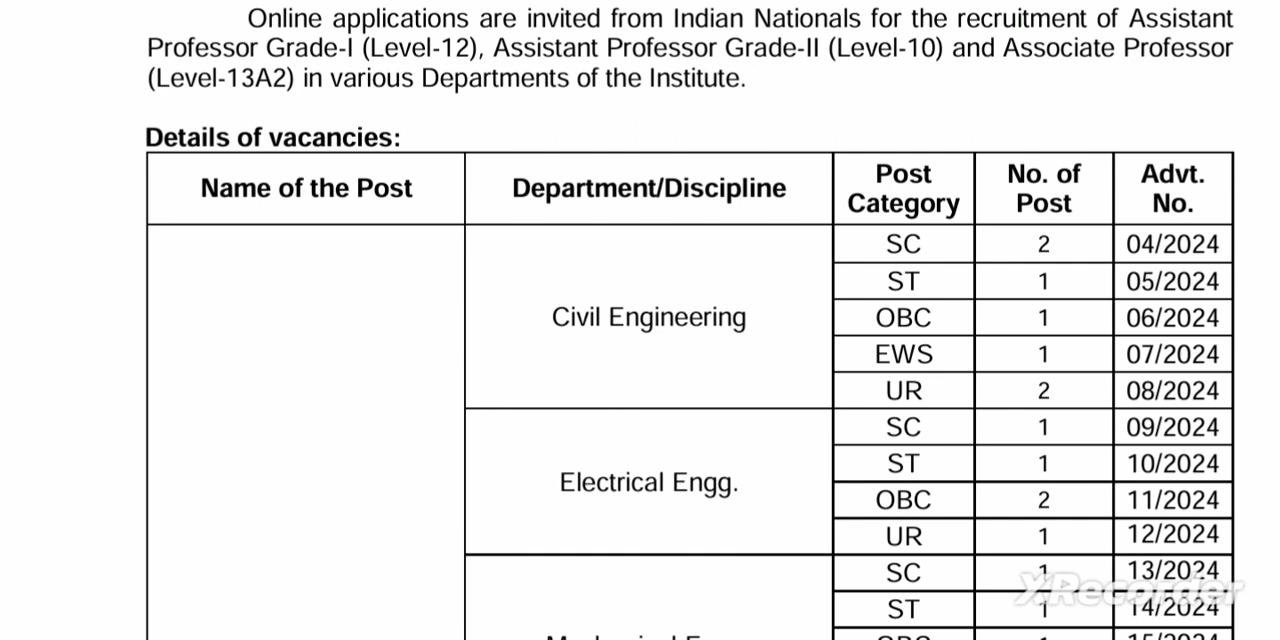 Online applications are invited from Indian Nationals for the recruitment of Assistant
Professor Grade-I (Level-12), Assistant Professor Grade-II (Level-10) and Associate Professor
(Level-13A2) in various Departments of the Institute.
Details of vacancies:
Name of the Post Department/Discipline Post Category No. of Post Advt. No.
Civil Engineering
SC 2 04/2024
ST 1 05/2024
OBC 1 06/2024
EWS 1 07/2024
UR 2 08/2024
Electrical Engg.
SC 1 09/2024
ST 1 10/2024
OBC 2 11/2024
UR 1 12/2024
SC 1 13/2024
ST 1 14/2024
XRecorder